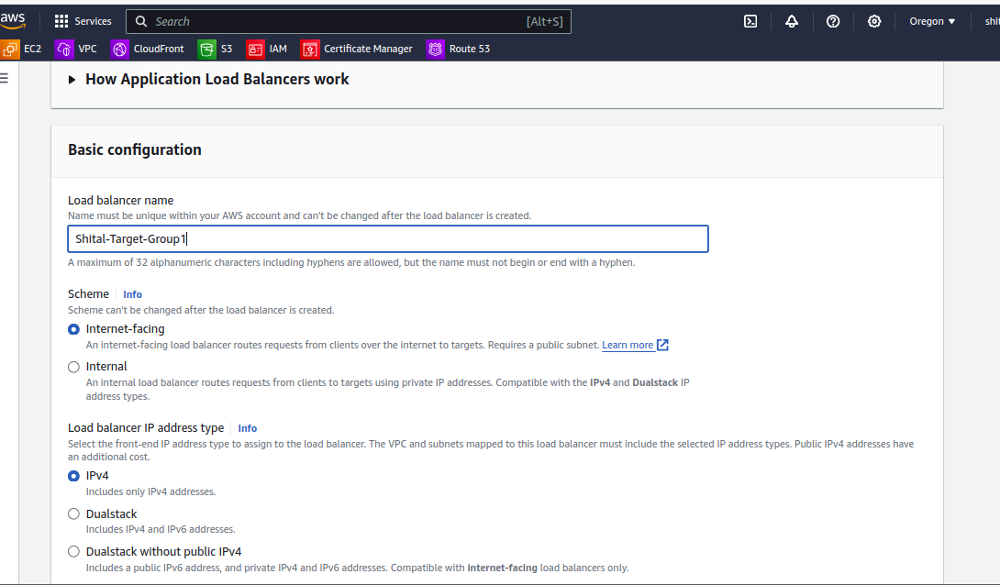 aws
Services
Search
[Alt+S]
Oregon
EC2
VPC
CloudFront
S3
IAM
Certificate Manager
Route 53
How Application Load Balancers work
Basic configuration
Load balancer name
Name must be unique within your AWS account and can't be changed after the load balancer is created.
Shital-Target-Group1
A maximum of 32 alphanumeric characters including hyphens are allowed, but the name must not begin or end with a hyphen.
Scheme Info
Scheme can't be changed after the load balancer is created.
Internet-facing
An internet-facing load balancer routes requests from clients over the internet to targets. Requires a public subnet. Learn more
Internal
An internal load balancer routes requests from clients to targets using private IP addresses. Compatible with the IPv4 and Dualstack IP
address types.
Load balancer IP address type Info
Select the front-end IP address type to assign to the load balancer. The VPC and subnets mapped to this load balancer must include the selected IP address types. Public IPv4 addresses have
an additional cost.
IPv4
Includes only IPv4 addresses.
Dualstack
Includes IPv4 and IPv6 addresses.
Dualstack without public IPv4
Includes a public IPv6 address, and private IPv4 and IPv6 addresses. Compatible with internet-facing load balancers only.